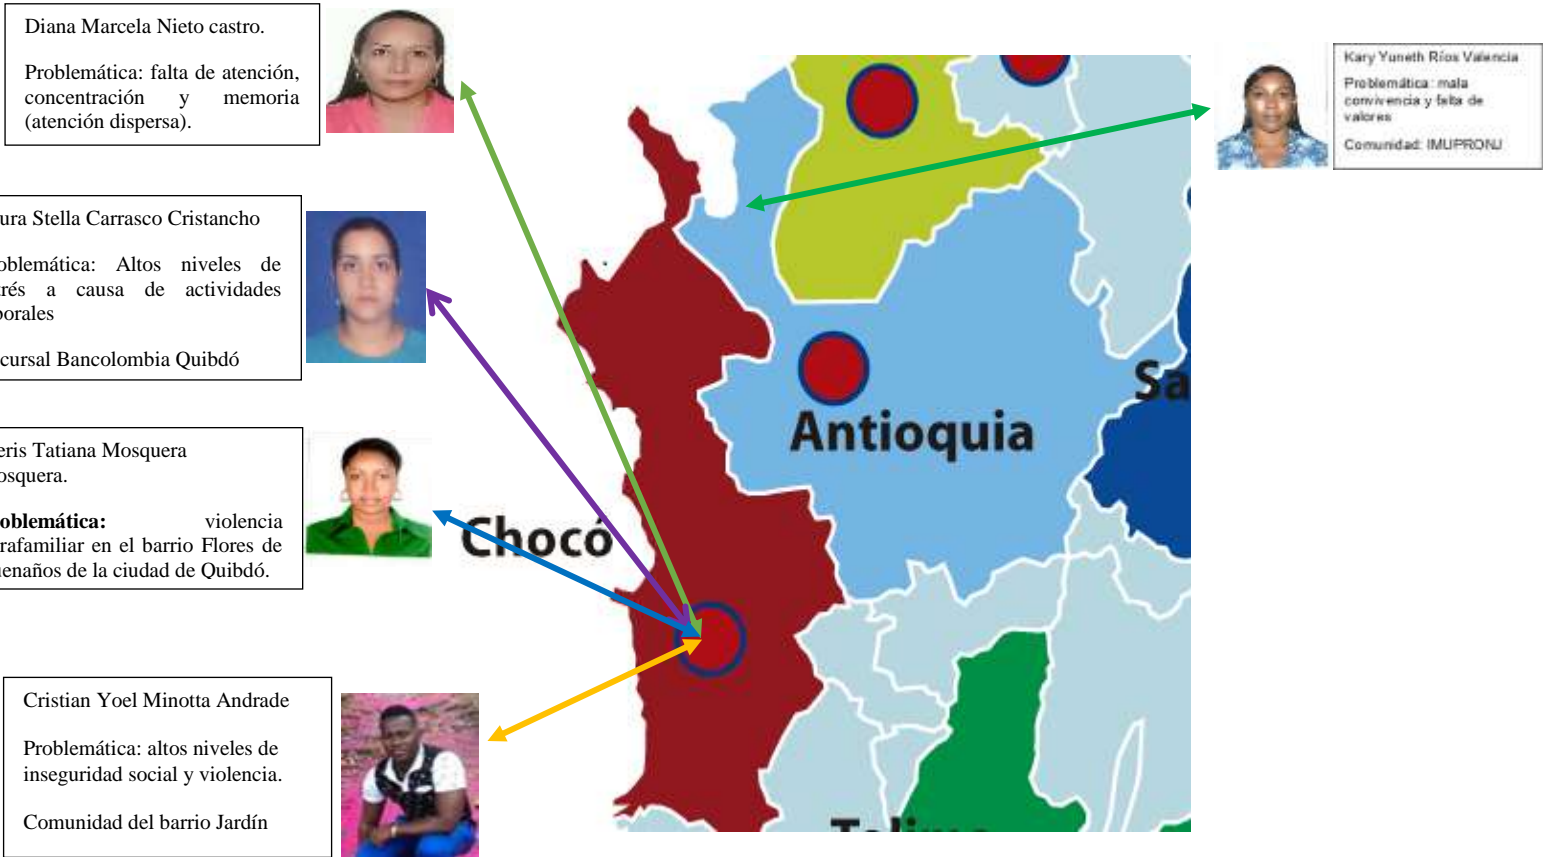 Diana Marcela Nieto castro.
Problemática: falta de atención,
concentración y memoria
(atención dispersa).
ura Stella Carrasco Cristancho
oblemática: Altos niveles de
trés a causa de actividades
borales
cursal Bancolombia Quibdó
eris Tatiana Mosquera
osquera.
oblemática: violencia
trafamiliar en el barrio Flores de
uenaños de la ciudad de Quibdó.
Cristian Yoel Minotta Andrade
Problemática: altos niveles de
inseguridad social y violencia.
Comunidad del barrio Jardín
Kary Yuneth Ríos Valencia
Problemática: mala
convivencia y falta de
valores
Comunidad: IMUPRONJ
Antioquia
Sa
Chocó